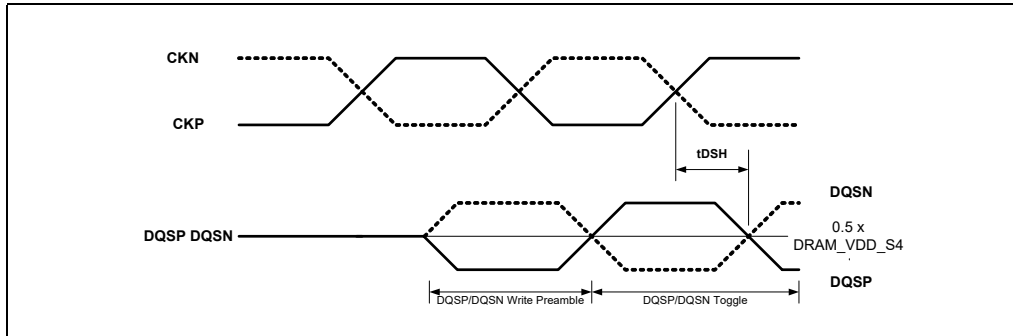 CKN
CKP
tDSH
DQSN
DQSP DQSN
0.5 x
DRAM_VDD_S4
DQSP
DQSP/DQSN Write Preamble
DQSP/DQSN Toggle